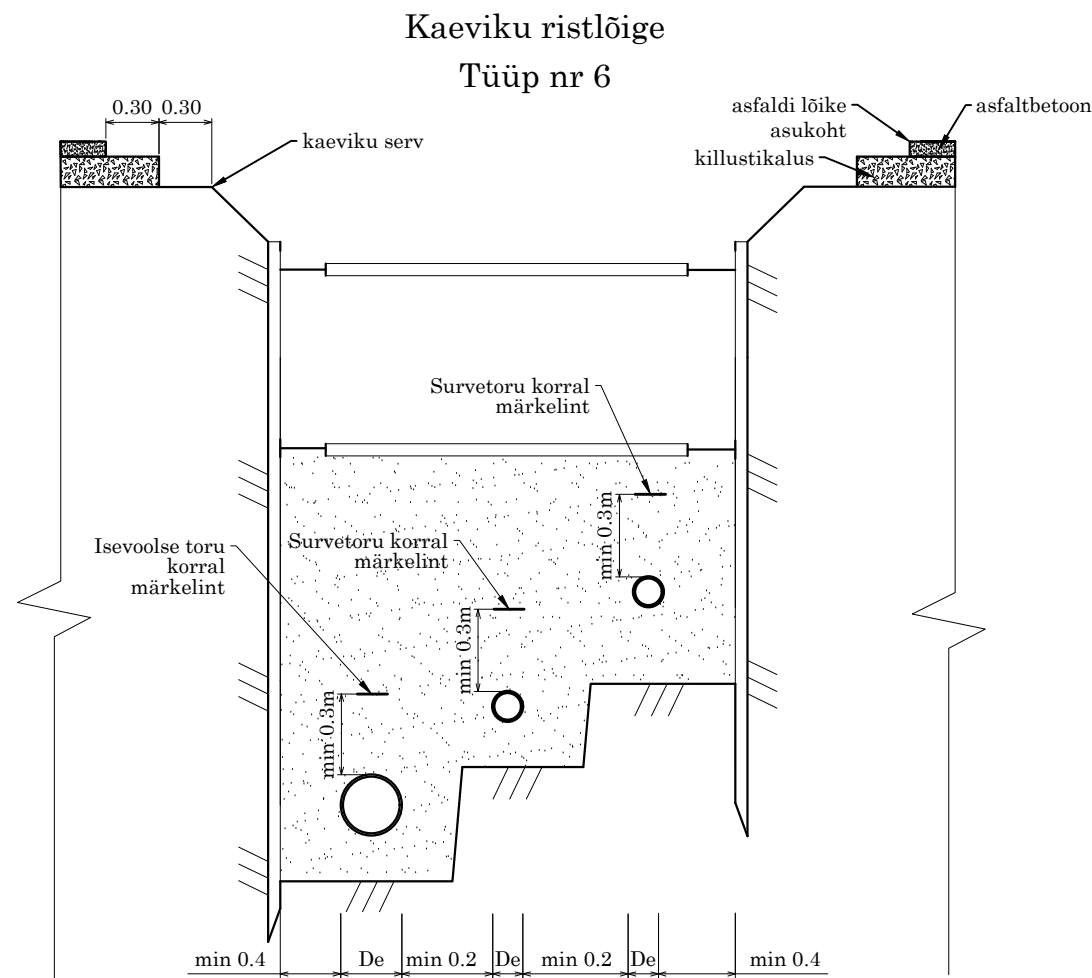 Kaeviku ristlõige
Tüüp nr 6
0.30 0.30
kaeviku serv
asfaldi lõike
asukoht
asfaltbetoon
killustikalus
Survetoru korral
märkelint
min 0.3m
Survetoru korral
märkelint
min 0.3m
Isevoolse toru
korral
märkelint
min 0.3m
min 0.4 De min 0.2 De min 0.2 De min 0.4